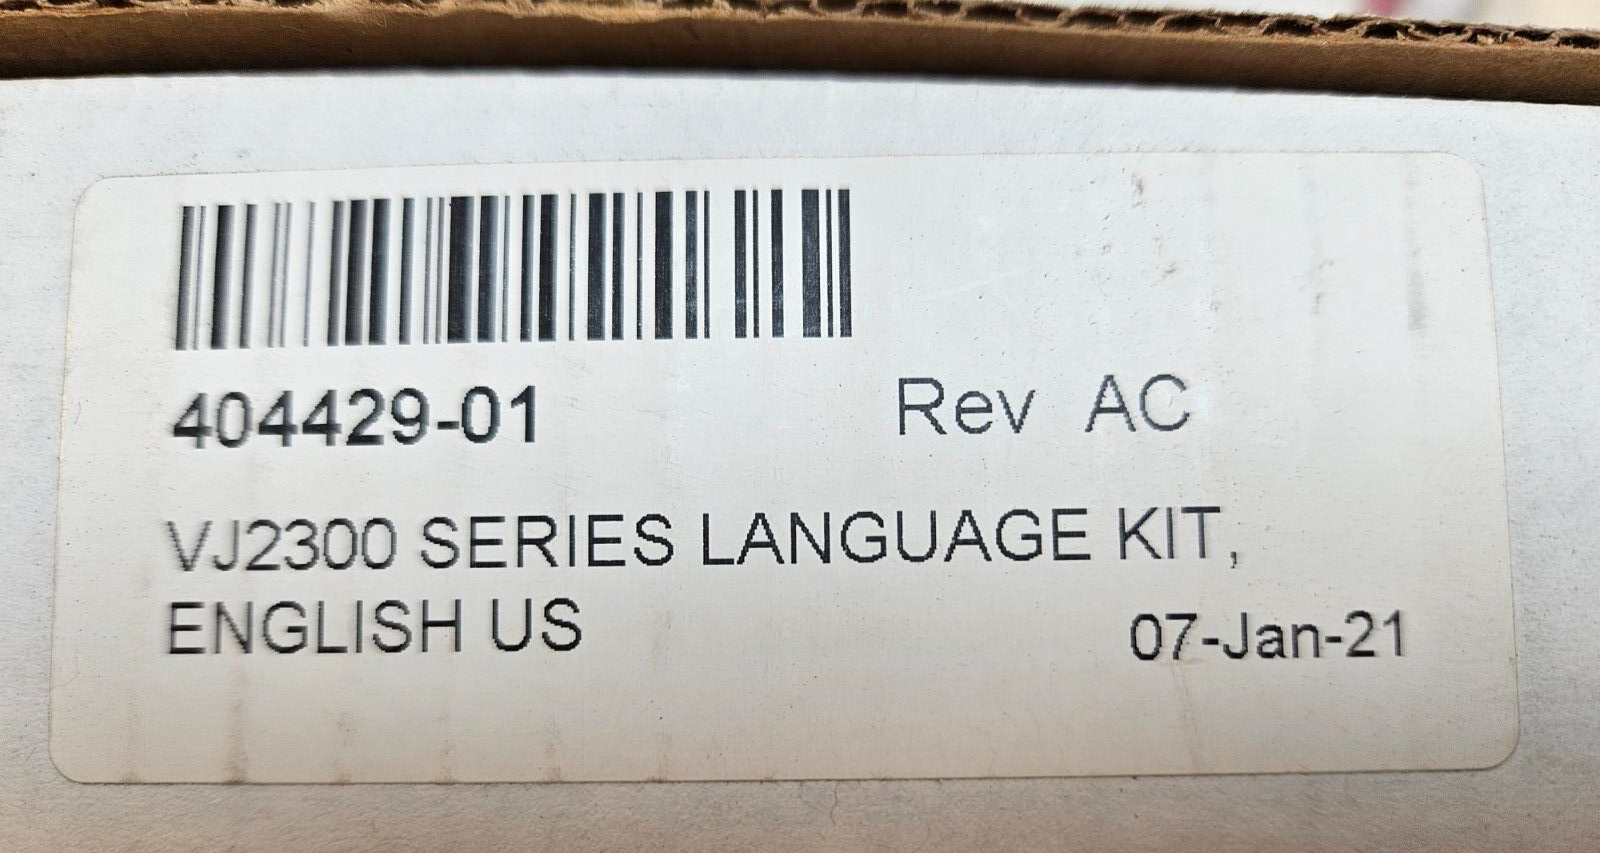 404429-01 Rev AC
VJ2300 SERIES LANGUAGE KIT,
ENGLISH US 07-Jan-21